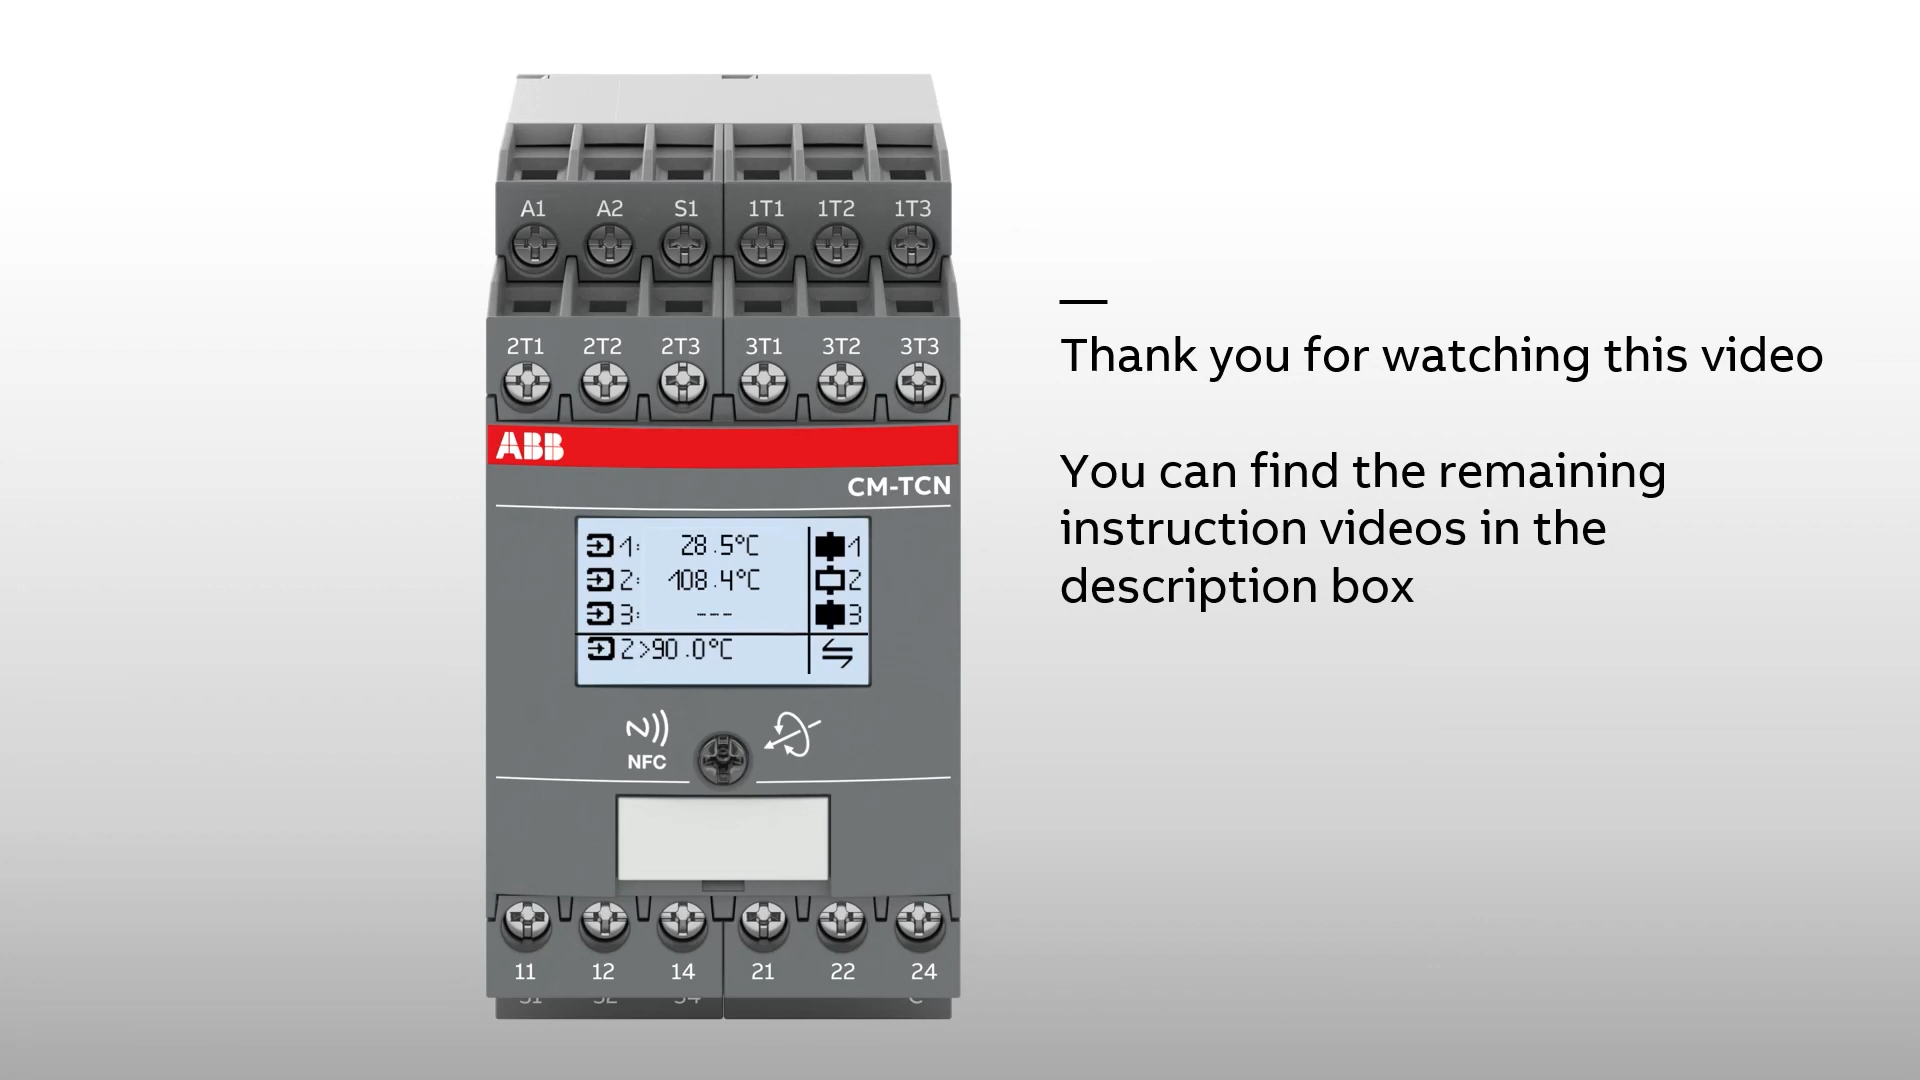 A1 A2 S1 1T1 1T2 1T3
2T1 2T2 2T3 3T1 3T2 3T3
ABB
CM-TCN
1: 28.5°C 1
2: 108.4°C 2
3: --- 3
2>90.0°C
NFC
11 12 14 21 22 24
Thank you for watching this video
You can find the remaining
instruction videos in the
description box